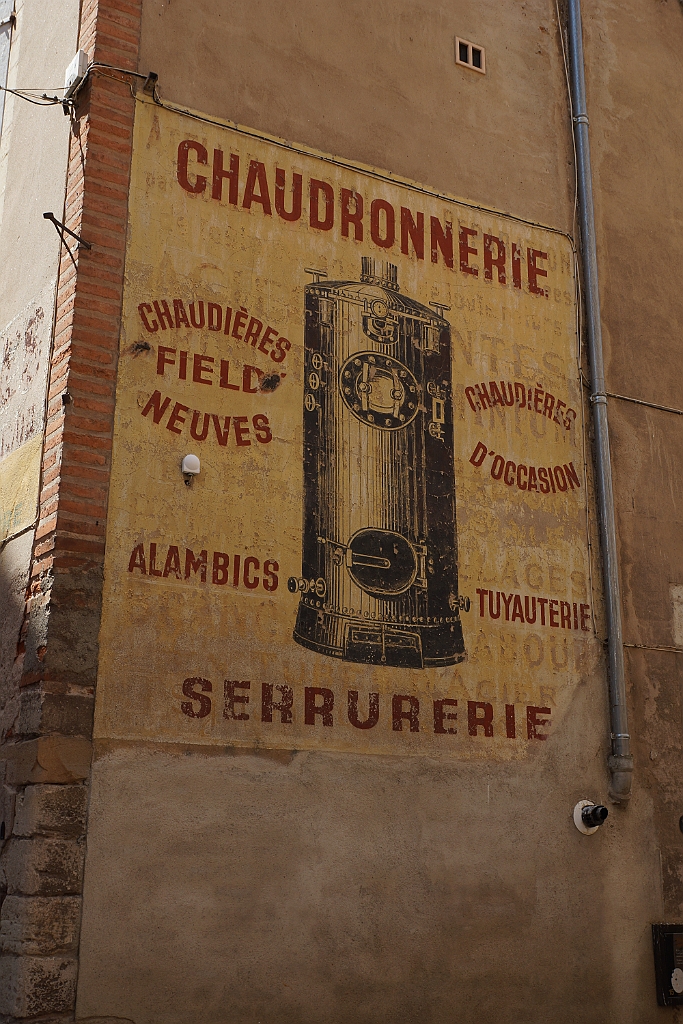 CHAUDRONNERIE
CHAUDIÈRES
FIELD
NEUVES
CHAUDIÈRES
D'OCCASION
ALAMBICS
TUYAUTERIE
SERRURERIE